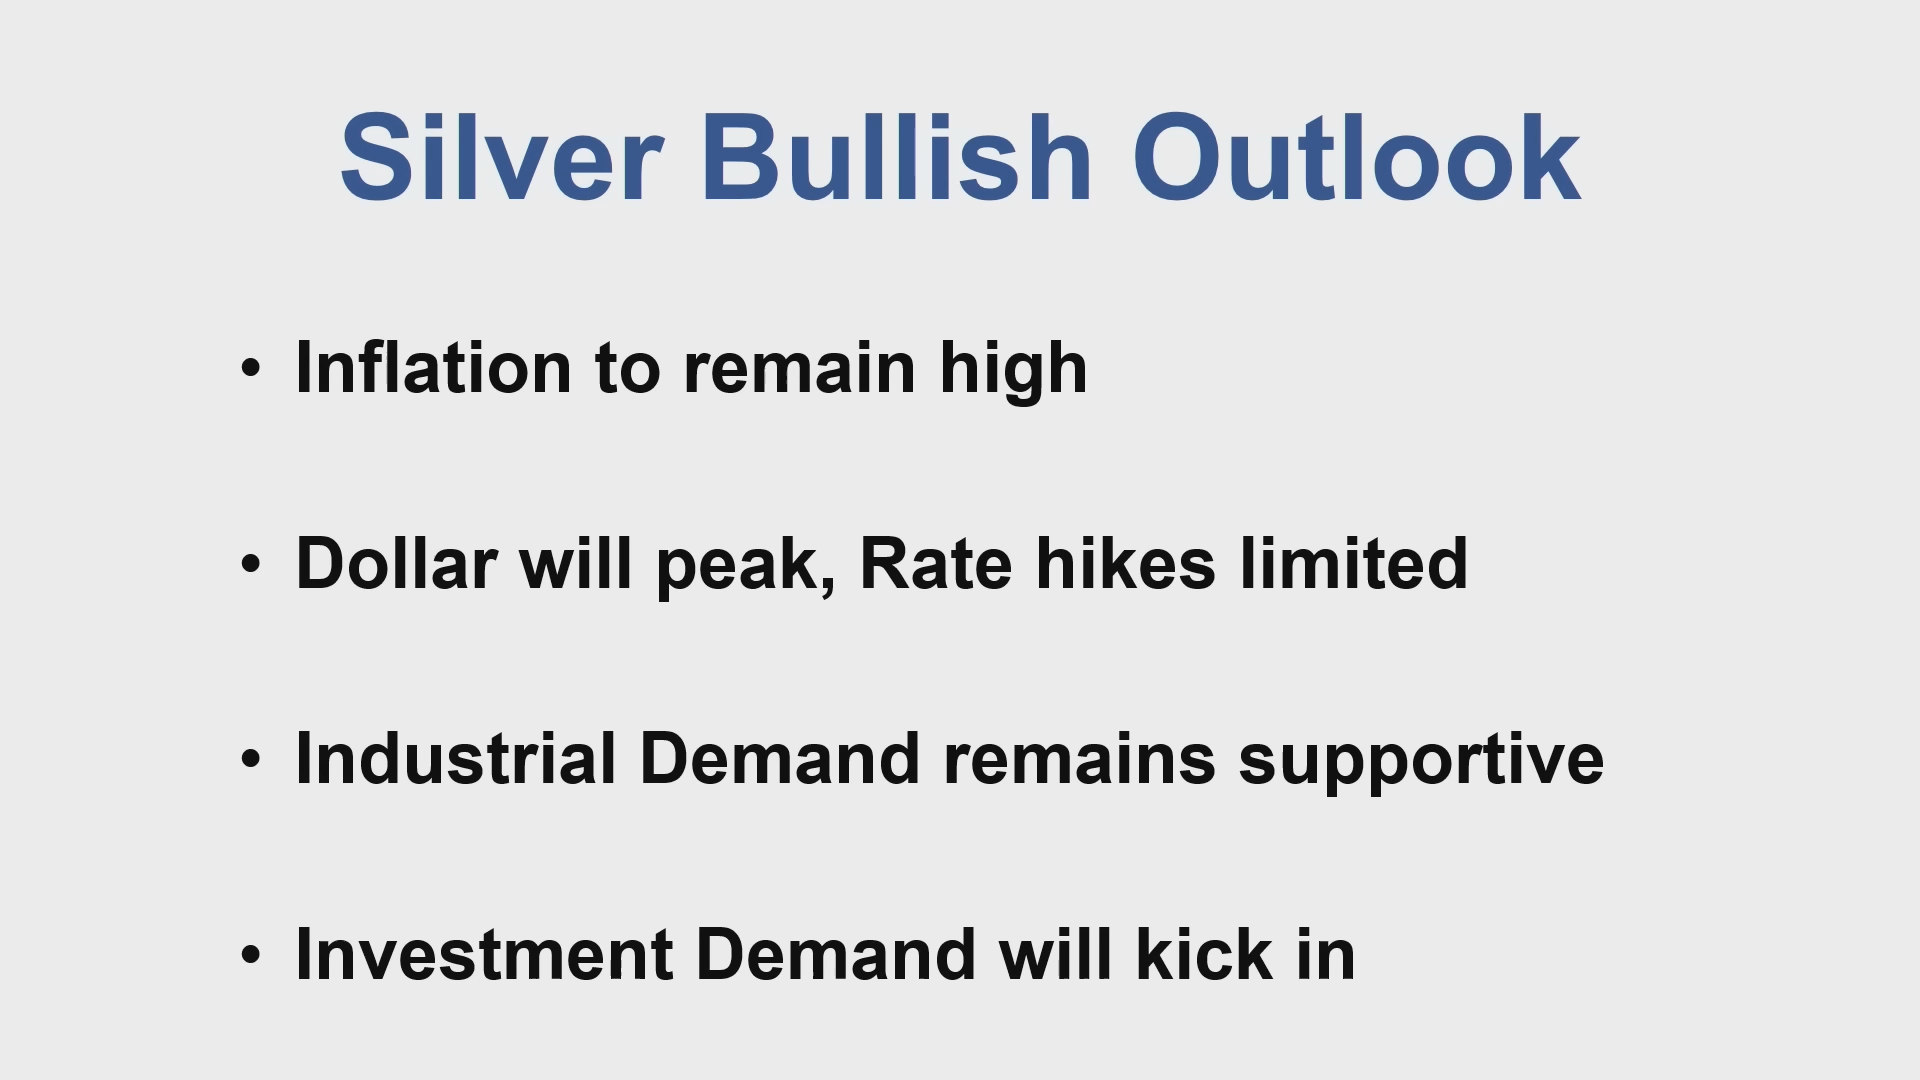 Silver Bullish Outlook
• Inflation to remain high
• Dollar will peak, Rate hikes limited
• Industrial Demand remains supportive
• Investment Demand will kick in